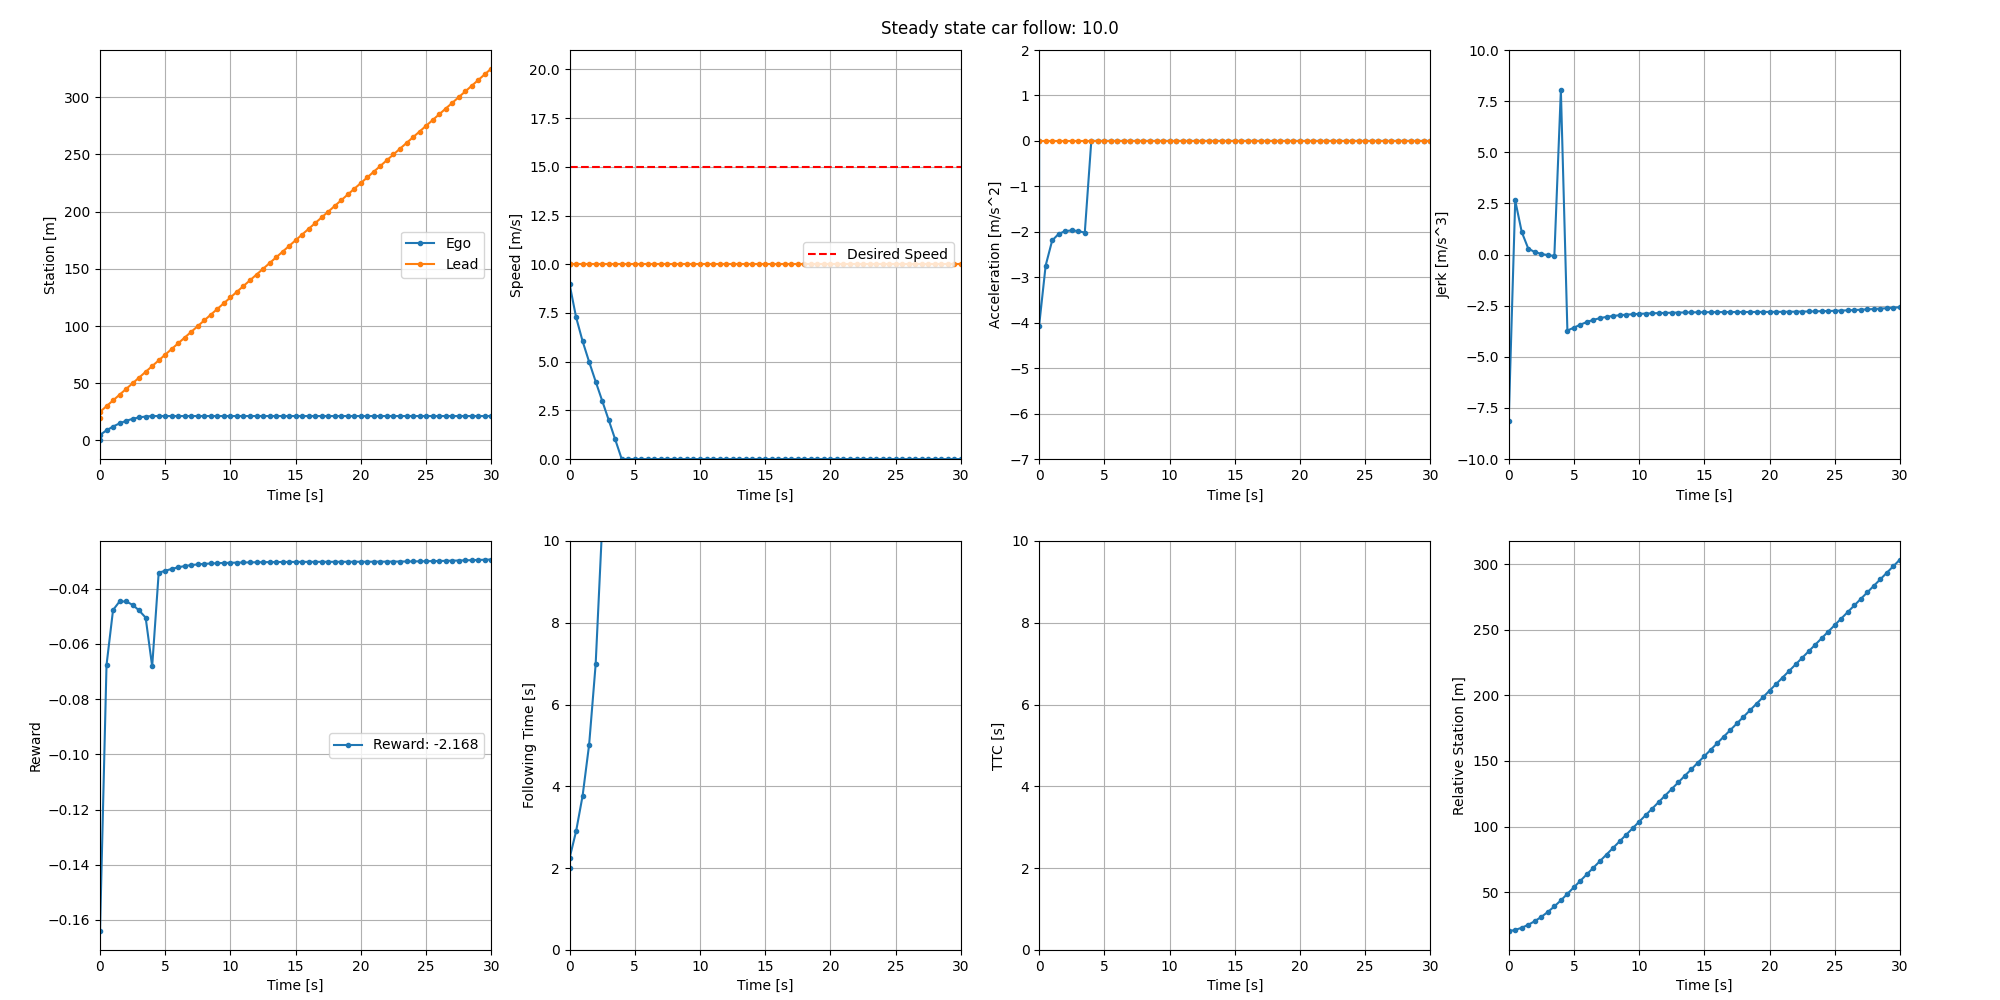 Steady state car follow: 10.0
Station [m]
300
250
200
150
100
50
0
Ego
Lead
0 5 10 15 20 25 30
Time [s]
Speed [m/s]
20.0
17.5
15.0
12.5
10.0
7.5
5.0
2.5
0.0
Desired Speed
0 5 10 15 20 25 30
Time [s]
Acceleration [m/s^2]
2
1
0
−1
−2
−3
−4
−5
−6
−7
0 5 10 15 20 25 30
Time [s]
Jerk [m/s^3]
10.0
7.5
5.0
2.5
0.0
−2.5
−5.0
−7.5
−10.0
0 5 10 15 20 25 30
Time [s]
Reward
−0.04
−0.06
−0.08
−0.10
−0.12
−0.14
−0.16
Reward: -2.168
0 5 10 15 20 25 30
Time [s]
Following Time [s]
10
8
6
4
2
0
0 5 10 15 20 25 30
Time [s]
TTC [s]
10
8
6
4
2
0
0 5 10 15 20 25 30
Time [s]
Relative Station [m]
300
250
200
150
100
50
0 5 10 15 20 25 30
Time [s]